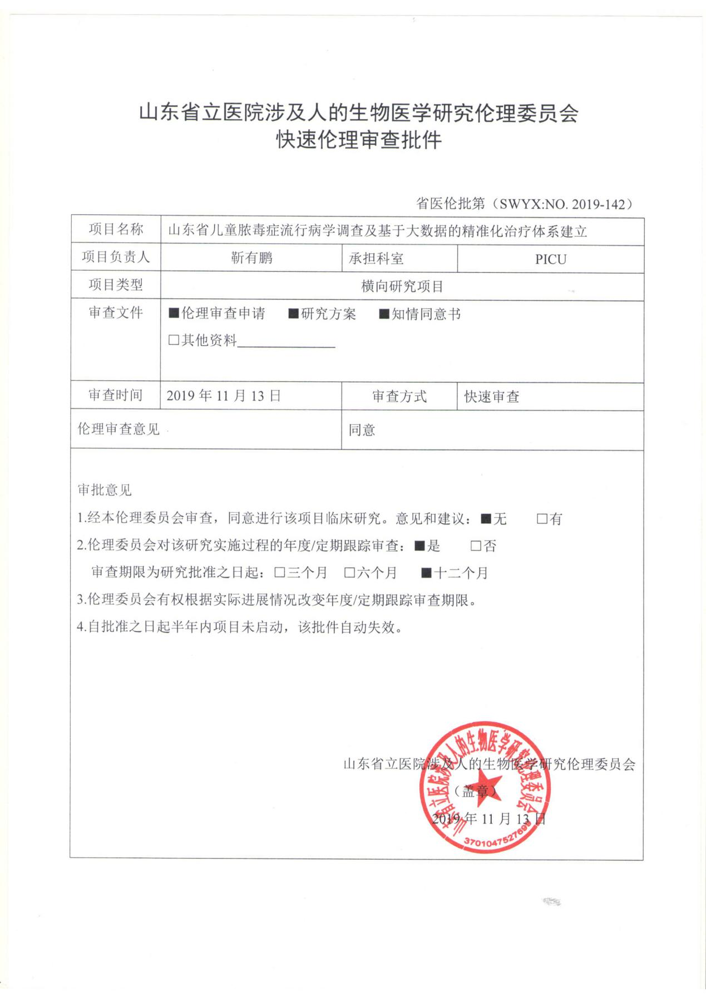 山东省立医院涉及人的生物医学研究伦理委员会
快速伦理审查批件
省医伦批第（SWYX:NO. 2019-142）
项目名称 山东省儿童脓毒症流行病学调查及基于大数据的精准化治疗体系建立
项目负责人 靳有鹏 承担科室 PICU
项目类型 横向研究项目
审查文件 ■伦理审查申请 ■研究方案 ■知情同意书
□其他资料
审查时间 2019 年 11 月 13 日 审查方式 快速审查
伦理审查意见 同意
审批意见
1.经本伦理委员会审查，同意进行该项目临床研究。意见和建议：■无 □有
2.伦理委员会对该研究实施过程的年度/定期跟踪审查：■是 □否
审查期限为研究批准之日起：□三个月 □六个月 ■十二个月
3.伦理委员会有权根据实际进展情况改变年度/定期跟踪审查期限。
4.自批准之日起半年内项目未启动，该批件自动失效。
山东省立医院涉及人的生物医学研究伦理委员会
（盖章）
2019 年 11 月 13 日
山东省立医院涉及人的生物医学研究伦理委员会
3701047527699